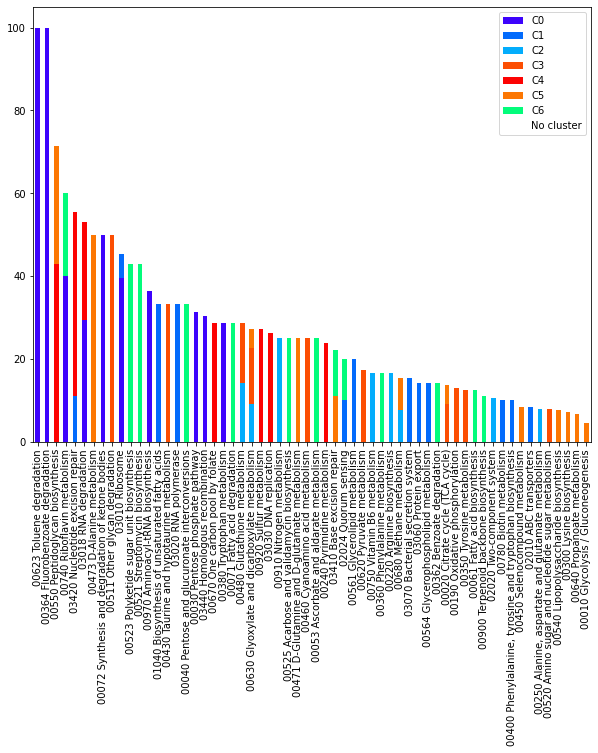 100
80
60
40
20
0
C0
C1
C2
C3
C4
C5
C6
No cluster
00623 Toluene degradation
00364 Fluorobenzoate degradation
00550 Peptidoglycan biosynthesis
00740 Riboflavin metabolism
03420 Nucleotide excision repair
03018 RNA degradation
00473 D-Alanine metabolism
00072 Synthesis and degradation of ketone bodies
00511 Other glycan degradation
03010 Ribosome
00523 Polyketide sugar unit biosynthesis
00521 Streptomycin biosynthesis
00970 Aminoacyl-tRNA biosynthesis
01040 Biosynthesis of unsaturated fatty acids
00430 Taurine and hypotaurine metabolism
03020 RNA polymerase
00040 Pentose and glucuronate interconversions
00030 Pentose phosphate pathway
03440 Homologous recombination
00670 One carbon pool by folate
00380 Tryptophan metabolism
00071 Fatty acid degradation
00480 Glutathione metabolism
00630 Glyoxylate and dicarboxylate metabolism
00920 Sulfur metabolism
03030 DNA replication
00910 Nitrogen metabolism
00525 Acarbose and validamycin biosynthesis
00471 D-Glutamine and D-glutamate metabolism
00460 Cyanoamino acid metabolism
00053 Ascorbate and aldarate metabolism
00240 Pyrimidine metabolism
03410 Base excision repair
02024 Quorum sensing
00561 Glycerolipid metabolism
00620 Pyruvate metabolism
00750 Vitamin B6 metabolism
00360 Phenylalanine metabolism
00220 Arginine biosynthesis
00680 Methane metabolism
03070 Bacterial secretion system
03060 Protein export
00564 Glycerophospholipid metabolism
00362 Benzoate degradation
00020 Citrate cycle (TCA cycle)
00190 Oxidative phosphorylation
00350 Tyrosine metabolism
00061 Fatty acid biosynthesis
00900 Terpenoid backbone biosynthesis
02020 Two-component system
00780 Biotin metabolism
00400 Phenylalanine, tyrosine and tryptophan biosynthesis
00450 Selenocompound metabolism
02010 ABC transporters
00250 Alanine, aspartate and glutamate metabolism
00520 Amino sugar and nucleotide sugar metabolism
00540 Lipopolysaccharide biosynthesis
00300 Lysine biosynthesis
00640 Propanoate metabolism
00010 Glycolysis / Gluconeogenesis